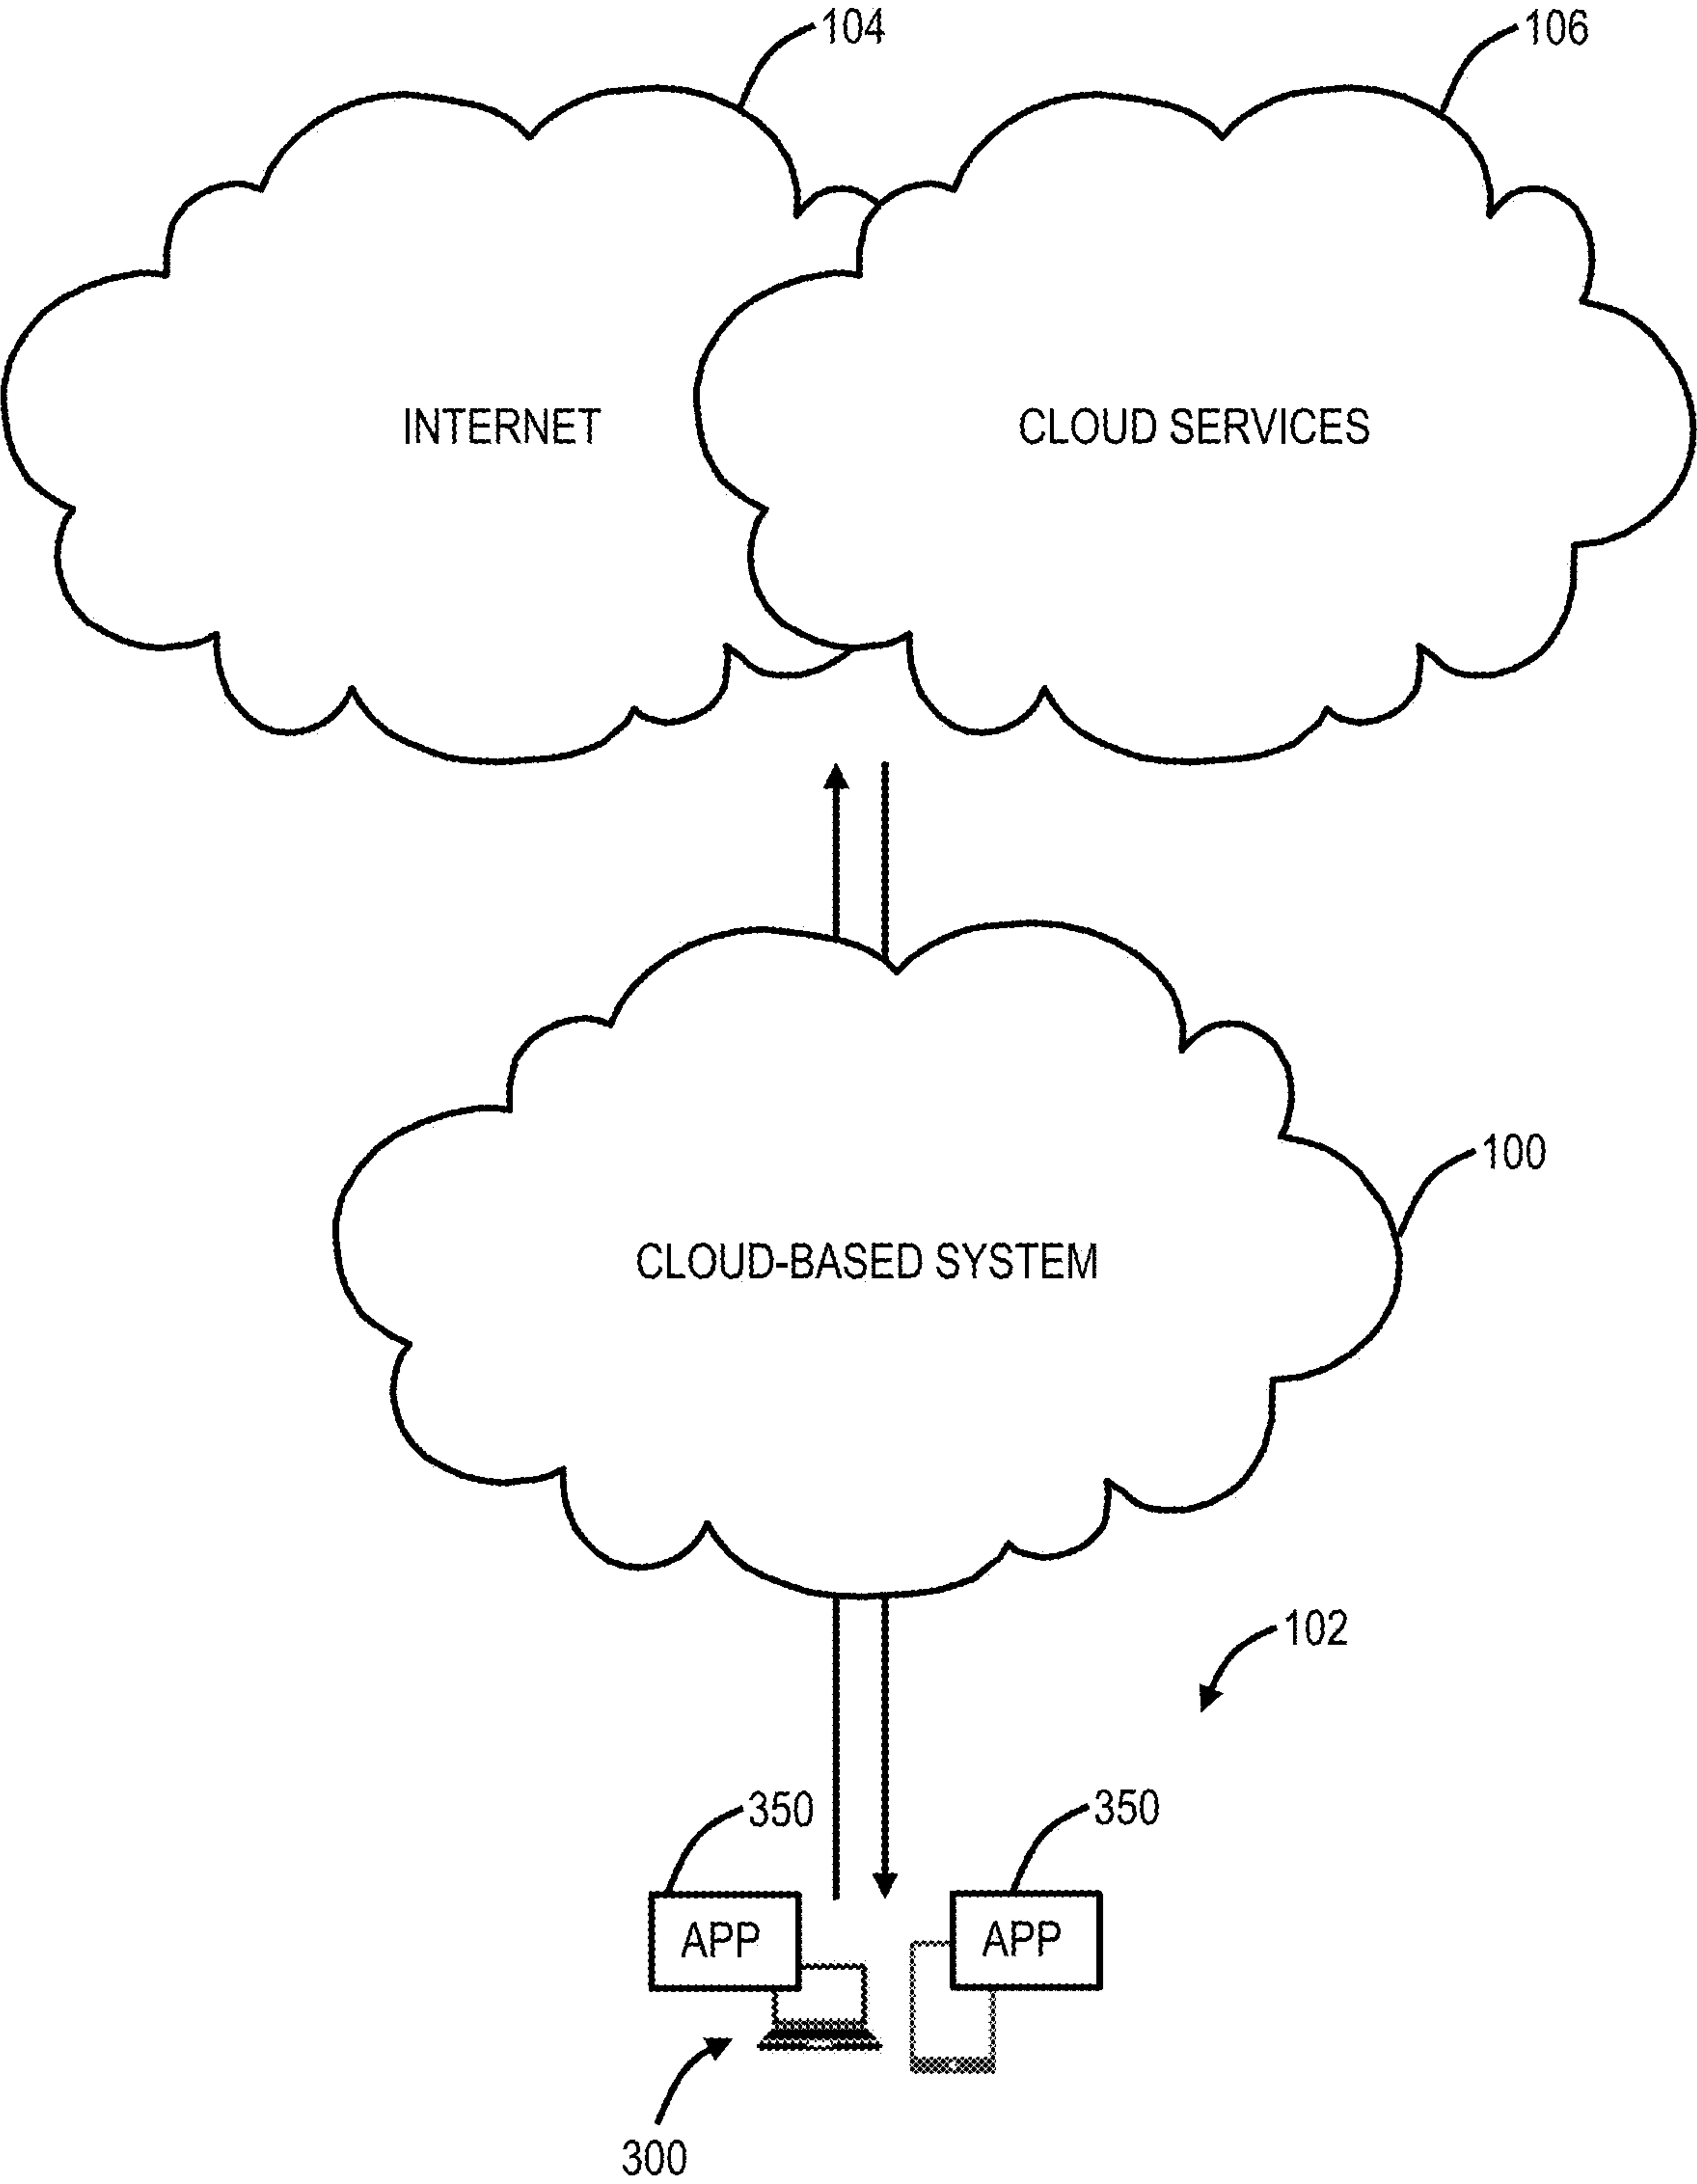 104
106
INTERNET
CLOUD SERVICES
100
CLOUD-BASED SYSTEM
102
350
350
APP
APP
300